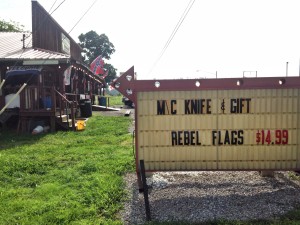 M&C KNIFE & GIFT
REBEL FLAGS $14.99